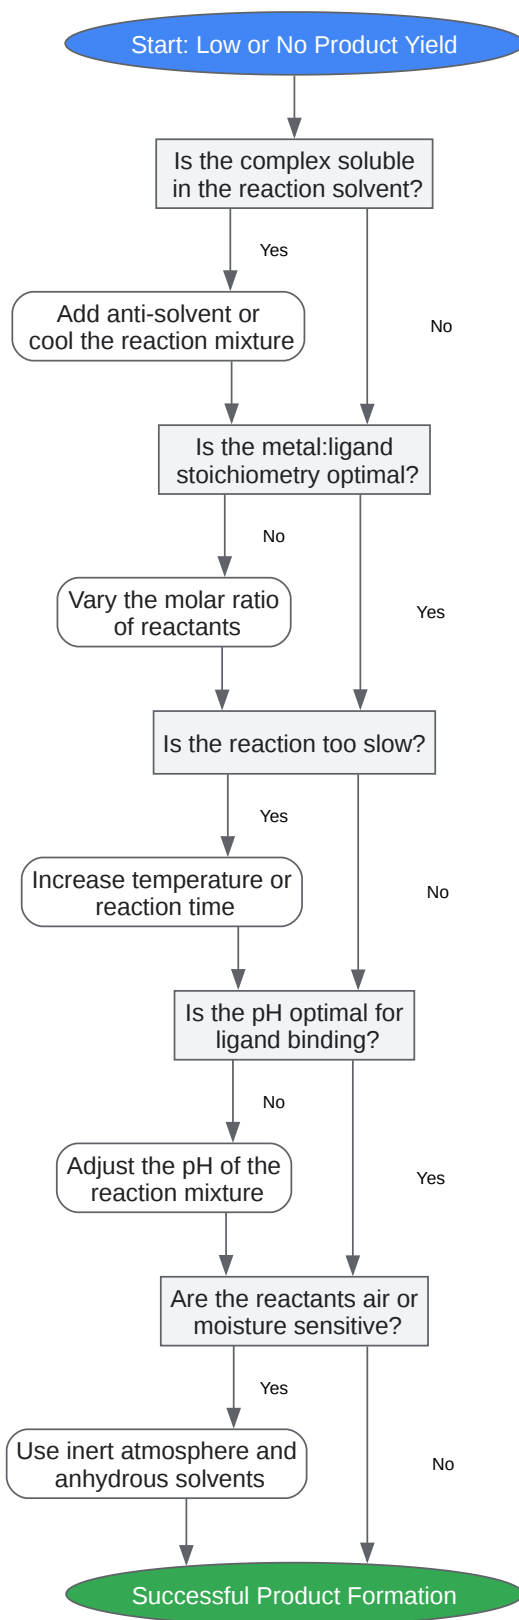 Start: Low or No Product Yield
Is the complex soluble
in the reaction solvent?
Yes
Add anti-solvent or
cool the reaction mixture
No
Is the metal:ligand
stoichiometry optimal?
No
Vary the molar ratio
of reactants
Yes
Is the reaction too slow?
Yes
Increase temperature or
reaction time
No
Is the pH optimal for
ligand binding?
No
Adjust the pH of the
reaction mixture
Yes
Are the reactants air or
moisture sensitive?
Yes
Use inert atmosphere and
anhydrous solvents
No
Successful Product Formation